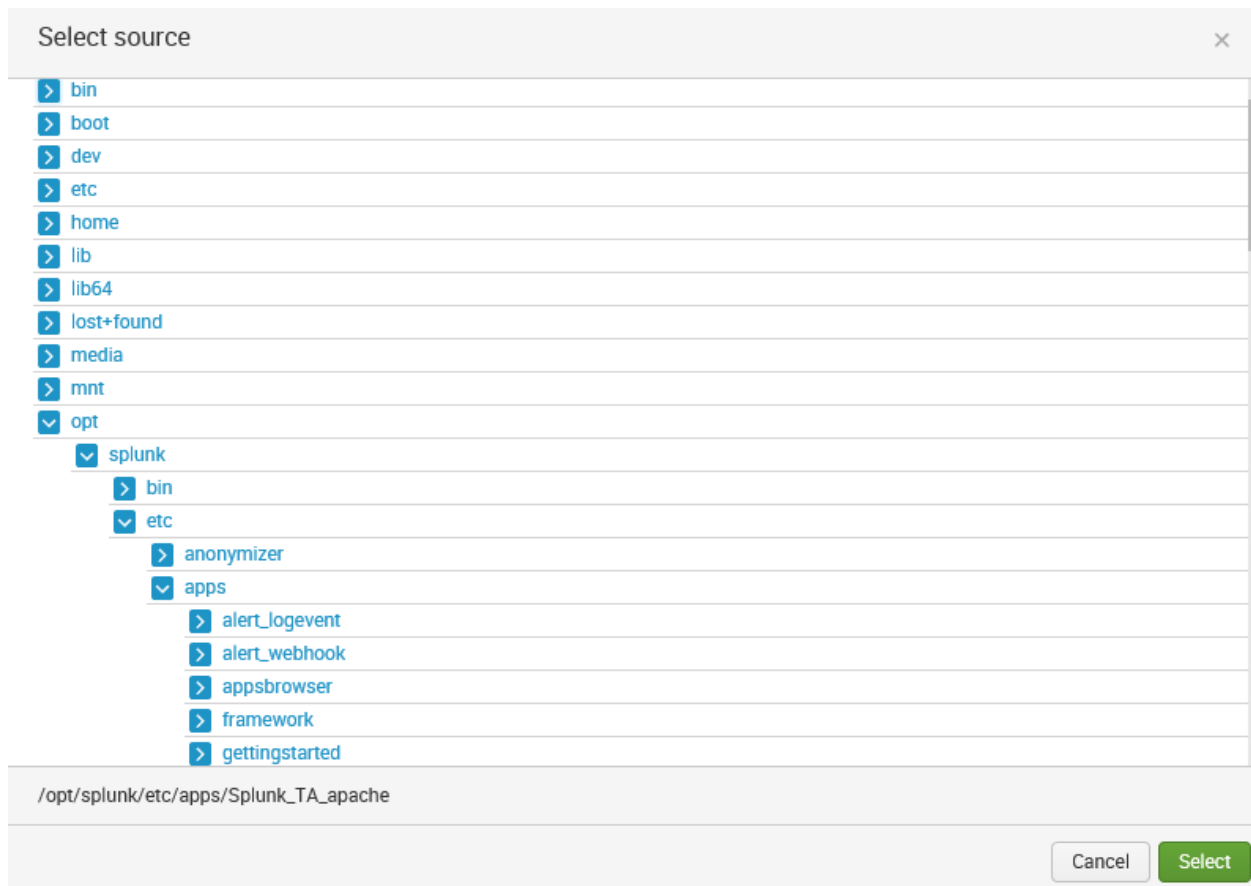 Select source
bin
boot
dev
etc
home
lib
lib64
lost+found
media
mnt
opt
splunk
bin
etc
anonymizer
apps
alert_logevent
alert_webhook
appsbrowser
framework
gettingstarted
/opt/splunk/etc/apps/Splunk_TA_apache
Cancel Select